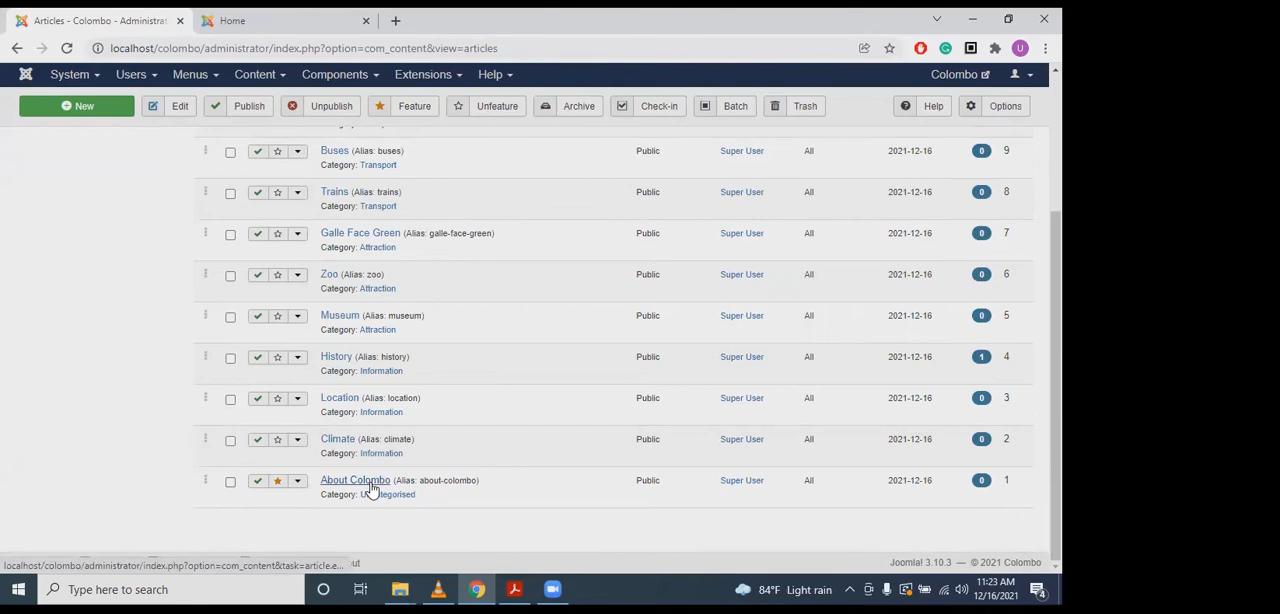 Articles - Colombo - Administrat
Home
localhost/colombo/administrator/index.php?option=com_content&view=articles
U
System Users Menus Content Components Extensions Help Colombo
New Edit Publish Unpublish Feature Unfeature Archive Check-in Batch Trash Help Options
Buses (Alias: buses) Public Super User All 2021-12-16 0 9
Category: Transport
Trains (Alias: trains) Public Super User All 2021-12-16 0 8
Category: Transport
Galle Face Green (Alias: galle-face-green) Public Super User All 2021-12-16 0 7
Category: Attraction
Zoo (Alias: zoo) Public Super User All 2021-12-16 0 6
Category: Attraction
Museum (Alias: museum) Public Super User All 2021-12-16 0 5
Category: Attraction
History (Alias: history) Public Super User All 2021-12-16 1 4
Category: Information
Location (Alias: location) Public Super User All 2021-12-16 0 3
Category: Information
Climate (Alias: climate) Public Super User All 2021-12-16 0 2
Category: Information
About Colombo (Alias: about-colombo) Public Super User All 2021-12-16 0 1
Category: Uncategorised
localhost/colombo/administrator/index.php?option=com_content&task=article.e... out Joomla! 3.10.3 — © 2021 Colombo
Type here to search 84°F Light rain 11:23 AM
12/16/2021
4